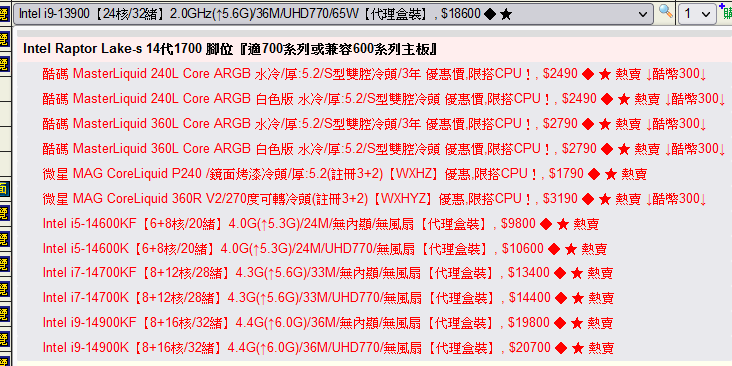 Intel i9-13900【24核/32緒】2.0GHz(↑5.6G)/36M/UHD770/65W【代理盒裝】, $18600 ◆ ★
1
Intel Raptor Lake-s 14代1700 腳位『適700系列或兼容600系列主板』
酷碼 MasterLiquid 240L Core ARGB 水冷/厚:5.2/S型雙腔冷頭/3年 優惠價,限搭CPU！, $2490 ◆ ★ 熱賣 ↓酷幣300↓
酷碼 MasterLiquid 240L Core ARGB 白色版 水冷/厚:5.2/S型雙腔冷頭 優惠價,限搭CPU！, $2490 ◆ ★ 熱賣 ↓酷幣300↓
酷碼 MasterLiquid 360L Core ARGB 水冷/厚:5.2/S型雙腔冷頭/3年 優惠價,限搭CPU！, $2790 ◆ ★ 熱賣 ↓酷幣300↓
酷碼 MasterLiquid 360L Core ARGB 白色版 水冷/厚:5.2/S型雙腔冷頭 優惠價,限搭CPU！, $2790 ◆ ★ 熱賣 ↓酷幣300↓
微星 MAG CoreLiquid P240 /鏡面烤漆冷頭/厚:5.2(註冊3+2)【WXHZ】優惠,限搭CPU！, $1790 ◆ ★ 熱賣
微星 MAG CoreLiquid 360R V2/270度可轉冷頭(註冊3+2)【WXHYZ】優惠,限搭CPU！, $3190 ◆ ★ 熱賣 ↓酷幣300↓
Intel i5-14600KF【6+8核/20緒】4.0G(↑5.3G)/24M/無內顯/無風扇【代理盒裝】, $9800 ◆ ★ 熱賣
Intel i5-14600K【6+8核/20緒】4.0G(↑5.3G)/24M/UHD770/無風扇【代理盒裝】, $10600 ◆ ★ 熱賣
Intel i7-14700KF【8+12核/28緒】4.3G(↑5.6G)/33M/無內顯/無風扇【代理盒裝】, $13400 ◆ ★ 熱賣
Intel i7-14700K【8+12核/28緒】4.3G(↑5.6G)/33M/UHD770/無風扇【代理盒裝】, $14400 ◆ ★ 熱賣
Intel i9-14900KF【8+16核/32緒】4.4G(↑6.0G)/36M/無內顯/無風扇【代理盒裝】, $19800 ◆ ★ 熱賣
Intel i9-14900K【8+16核/32緒】4.4G(↑6.0G)/36M/UHD770/無風扇【代理盒裝】, $20700 ◆ ★ 熱賣